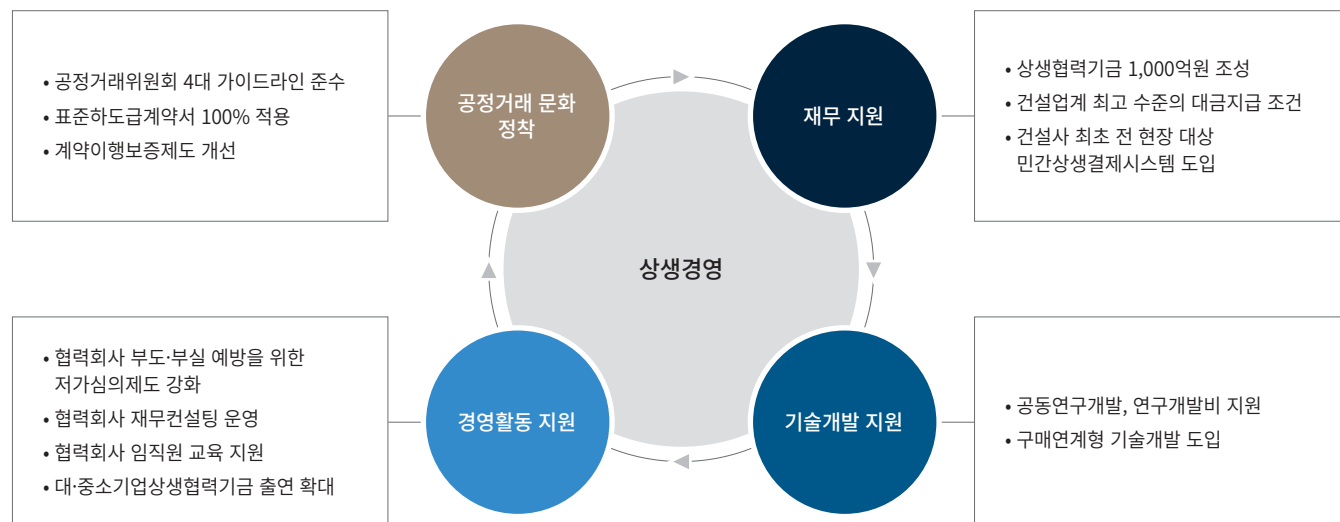 • 공정거래위원회 4대 가이드라인 준수
• 표준하도급계약서 100% 적용
• 계약이행보증제도 개선
공정거래 문화
정착
재무 지원
• 상생협력기금 1,000억원 조성
• 건설업계 최고 수준의 대금지급 조건
• 건설사 최초 전 현장 대상
민간상생결제시스템 도입
상생경영
• 협력회사 부도·부실 예방을 위한
저가심의제도 강화
• 협력회사 재무컨설팅 운영
• 협력회사 임직원 교육 지원
• 대·중소기업상생협력기금 출연 확대
경영활동 지원
기술개발 지원
• 공동연구개발, 연구개발비 지원
• 구매연계형 기술개발 도입